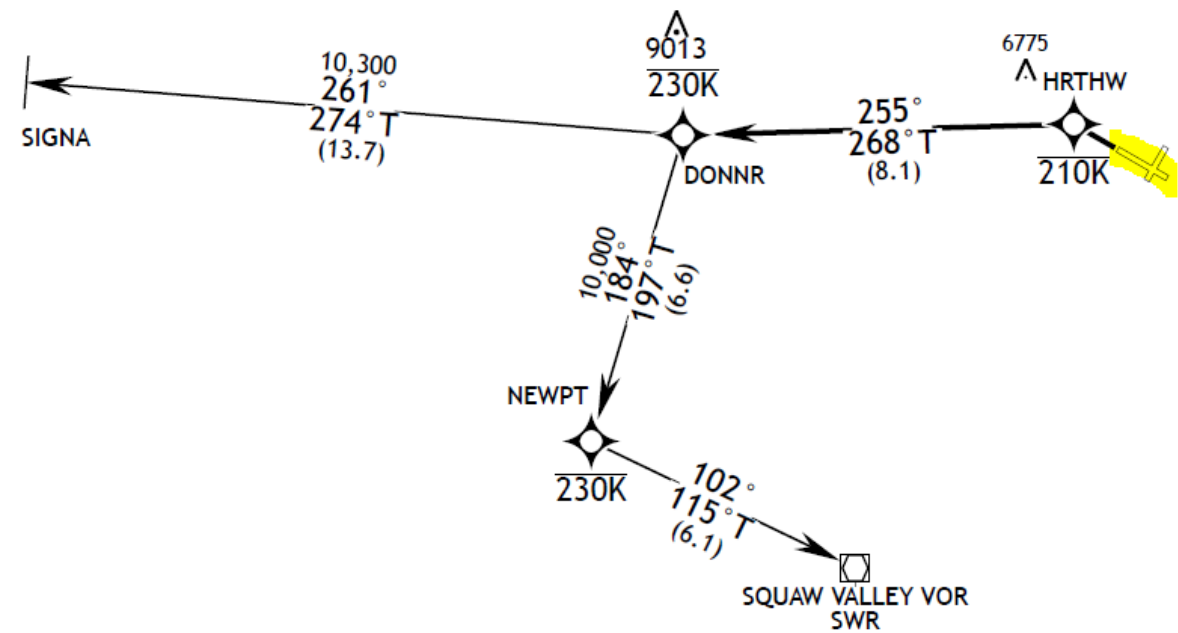 SIGNA
10,300
261°
274°T
(13.7)
9013
230K
DONNR
255°
268°T
(8.1)
6775
HRTHW
210K
10,000
184°
197°T
(6.6)
NEWPT
230K
102°
115°T
(6.1)
SQUAW VALLEY VOR
SWR